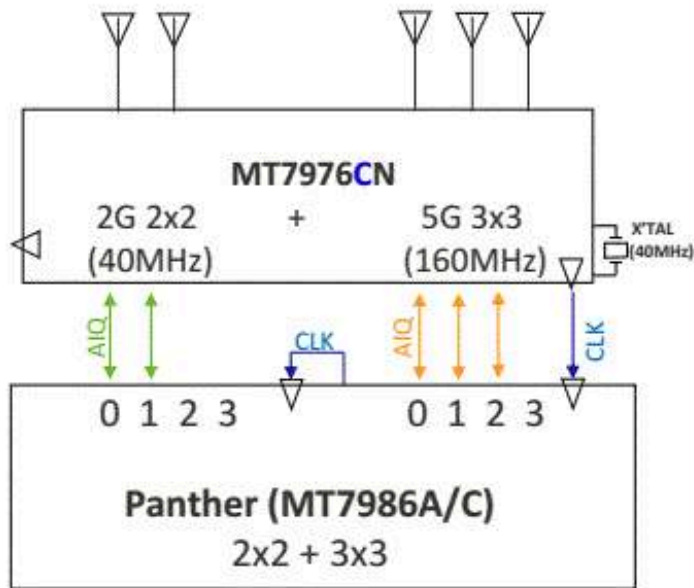 MT7976CN
2G 2x2 + 5G 3x3
(40MHz) (160MHz)
X'TAL
(40MHz)
AIQ
CLK
AIQ
CLK
0 1 2 3 0 1 2 3
Panther (MT7986A/C)
2x2 + 3x3